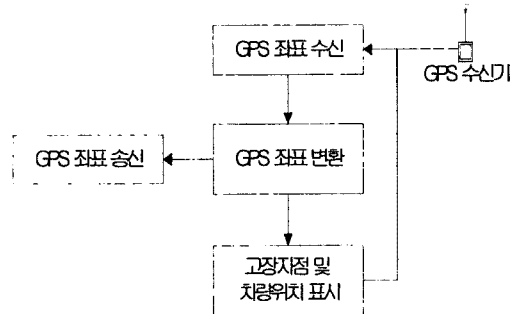 GPS 좌표 수신
GPS 수신기
GPS 좌표 송신
GPS 좌표 변환
고장지점 및
차량위치 표시